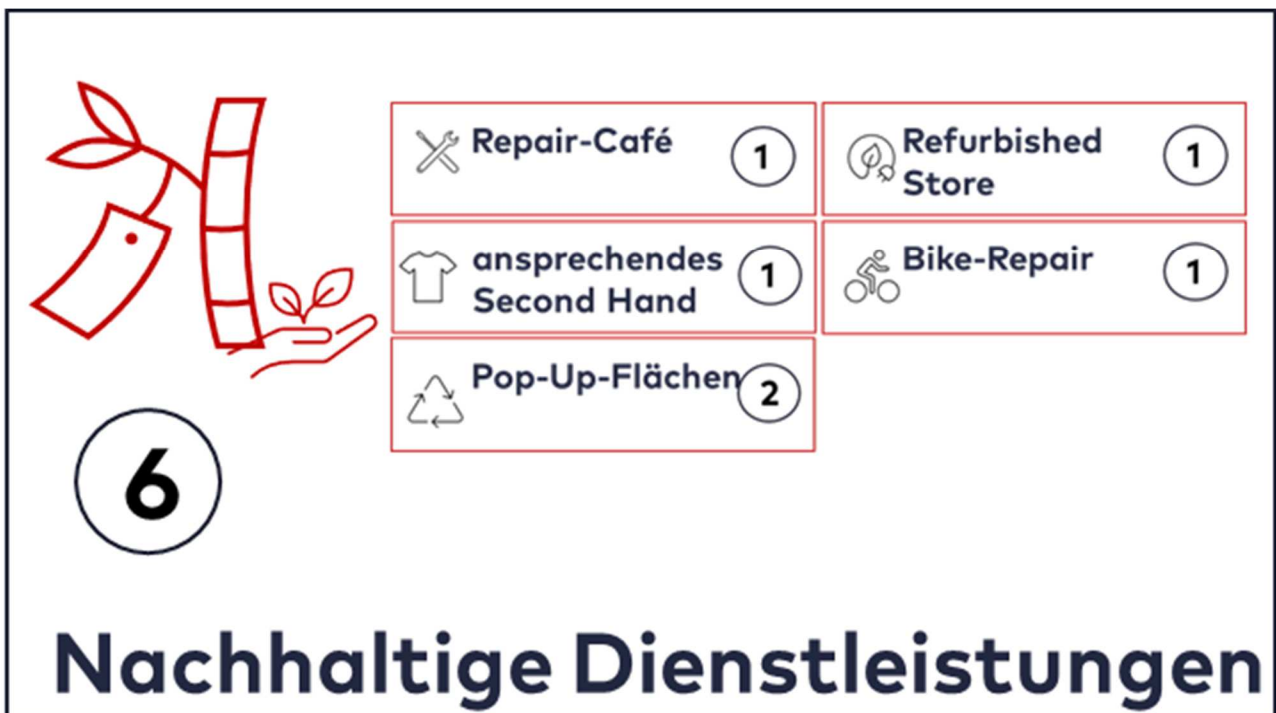 Repair-Café 1
Refurbished 1
Store
ansprechendes 1
Second Hand
Bike-Repair 1
Pop-Up-Flächen 2
6
Nachhaltige Dienstleistungen